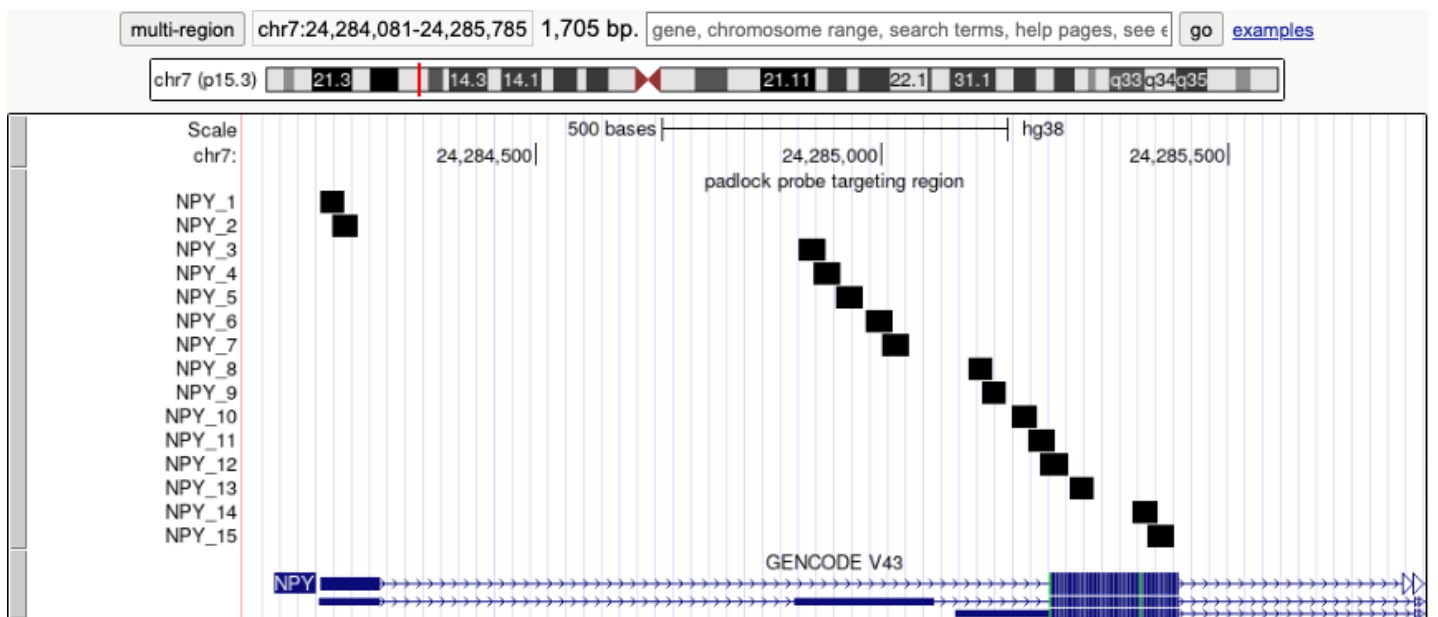 multi-region chr7:24,284,081-24,285,785 1,705 bp. gene, chromosome range, search terms, help pages, see e go examples
chr7 (p15.3) 21.3 14.3 14.1 21.11 22.1 31.1 q33 q34 q35
Scale 500 bases hg38
chr7: 24,284,500 24,285,000 24,285,500
padlock probe targeting region
NPY_1
NPY_2
NPY_3
NPY_4
NPY_5
NPY_6
NPY_7
NPY_8
NPY_9
NPY_10
NPY_11
NPY_12
NPY_13
NPY_14
NPY_15
GENCODE V43
NPY